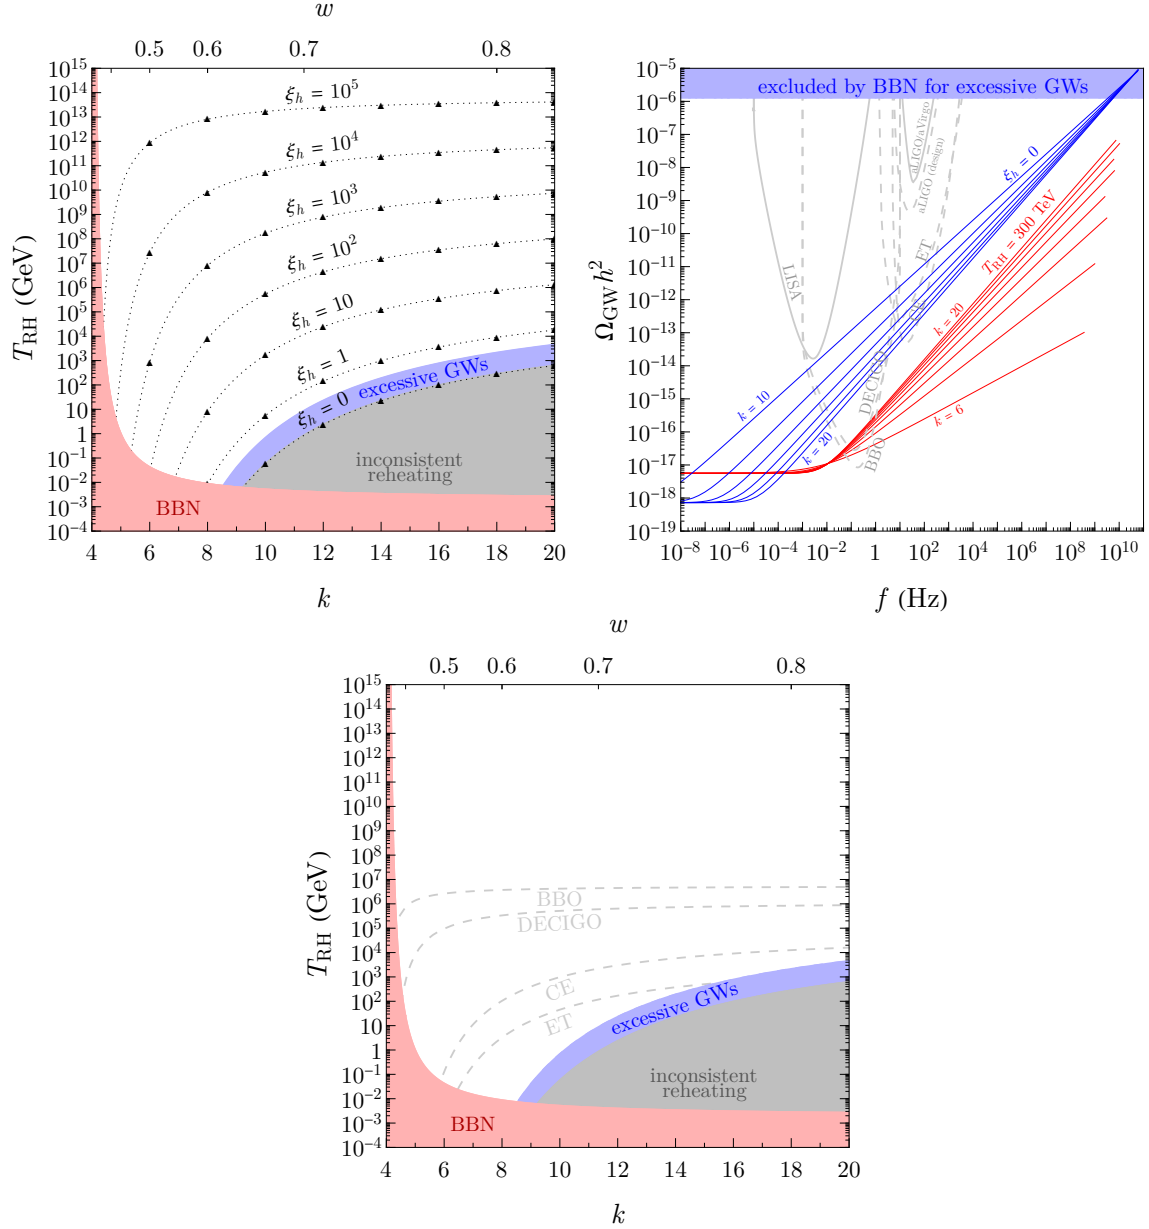 w
0.5 0.6 0.7 0.8
10^15
10^14
10^13
10^12
10^11
10^10
10^9
10^8
10^7
10^6
10^5
10^4
10^3
10^2
10
1
10^-1
10^-2
10^-3
10^-4
T_RH (GeV)
ξ_h = 10^5
ξ_h = 10^4
ξ_h = 10^3
ξ_h = 10^2
ξ_h = 10
ξ_h = 1
excessive GWs
ξ_h = 0
inconsistent
reheating
BBN
4 6 8 10 12 14 16 18 20
k
10^-5
10^-6
10^-7
10^-8
10^-9
10^-10
10^-11
10^-12
10^-13
10^-14
10^-15
10^-16
10^-17
10^-18
10^-19
Ω_GW h^2
excluded by BBN for excessive GWs
aLIGO/aVirgo
aLIGO (design)
ξ_h = 0
T_RH = 300 TeV
ET
LISA
CE
k = 20
DECIGO
k = 10
k = 6
k = 20
BBO
10^-8 10^-6 10^-4 10^-2 1 10^2 10^4 10^6 10^8 10^10
f (Hz)
w
0.5 0.6 0.7 0.8
10^15
10^14
10^13
10^12
10^11
10^10
10^9
10^8
10^7
10^6
10^5
10^4
10^3
10^2
10
1
10^-1
10^-2
10^-3
10^-4
T_RH (GeV)
BBO
DECIGO
CE
ET
excessive GWs
inconsistent
reheating
BBN
4 6 8 10 12 14 16 18 20
k